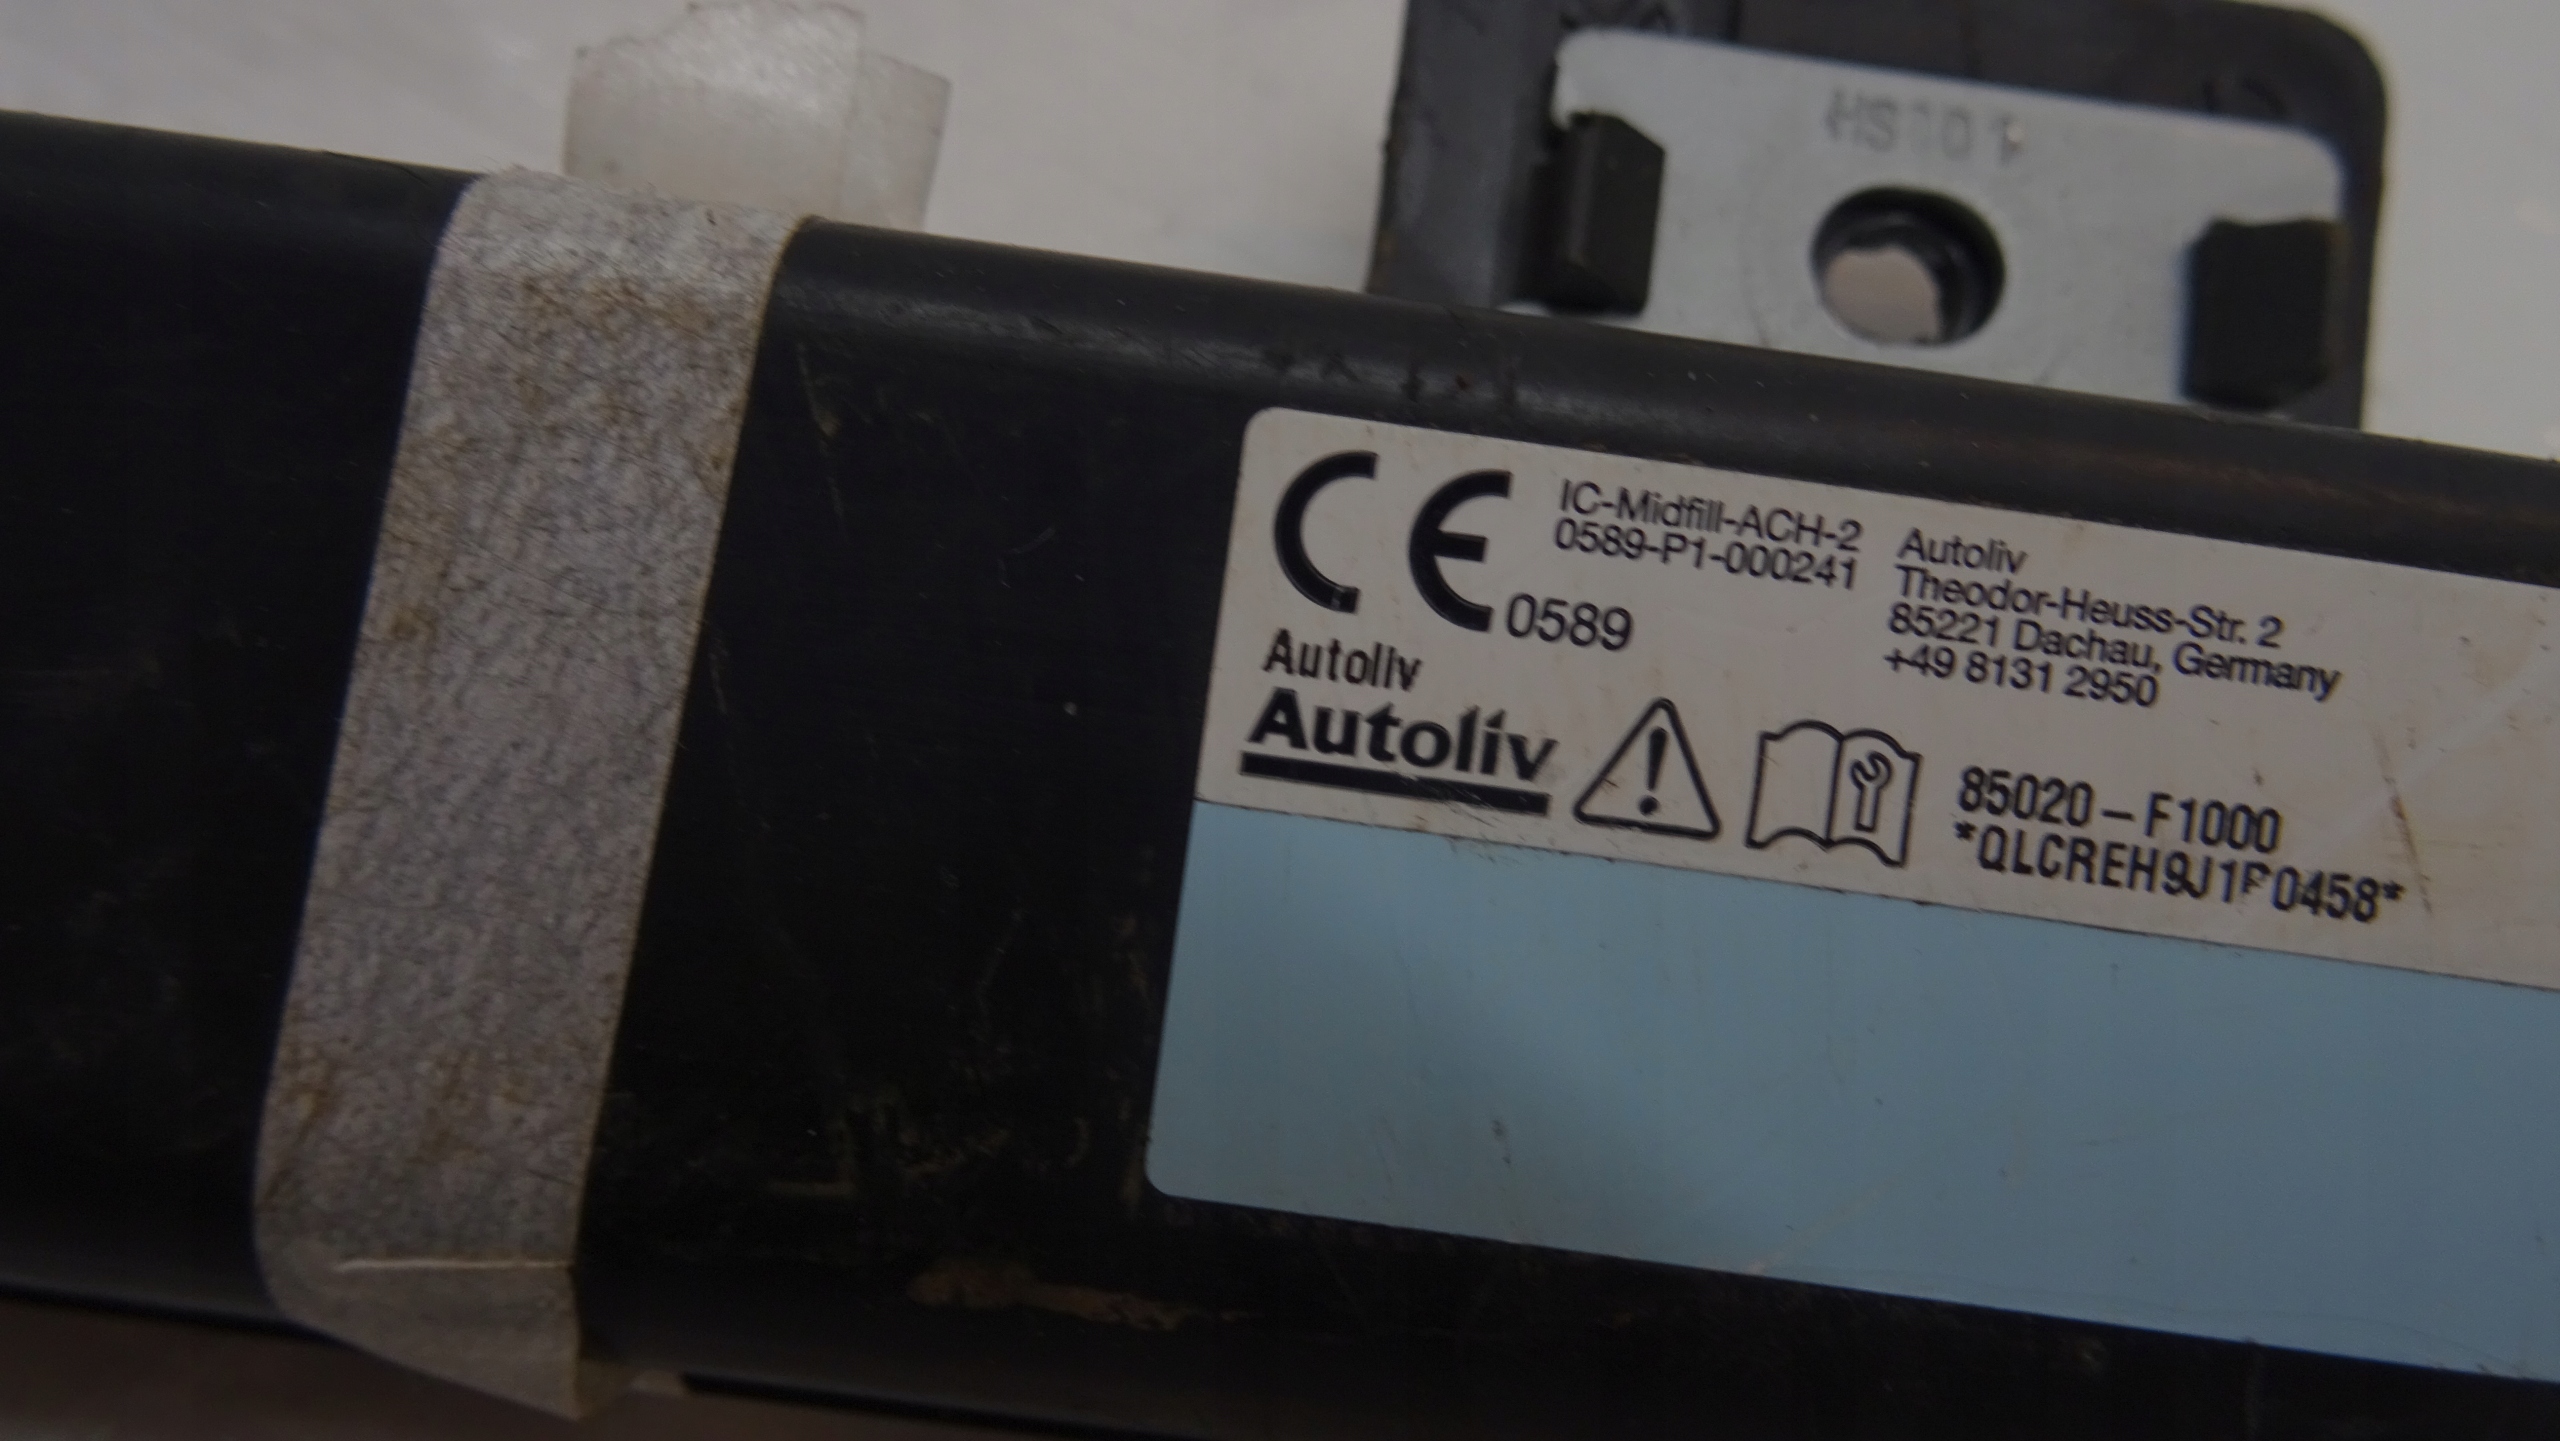 CE 0589
IC-Midfill-ACH-2
0589-P1-000241
Autoliv
Theodor-Heuss-Str. 2
85221 Dachau, Germany
+49 8131 2950
Autoliv
Autoliv
85020-F1000